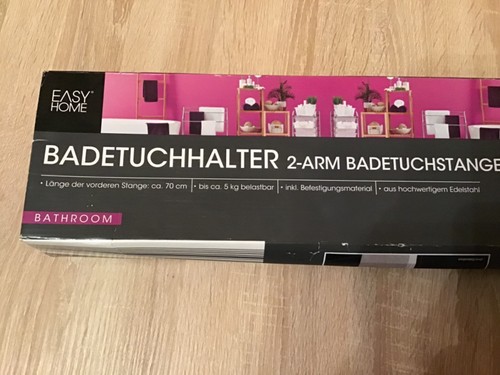 EASY®
HOME
BADETUCHHALTER 2-ARM BADETUCHSTANGE
• Länge der vorderen Stange: ca. 70 cm • bis ca. 5 kg belastbar • inkl. Befestigungsmaterial • aus hochwertigem Edelstahl
BATHROOM